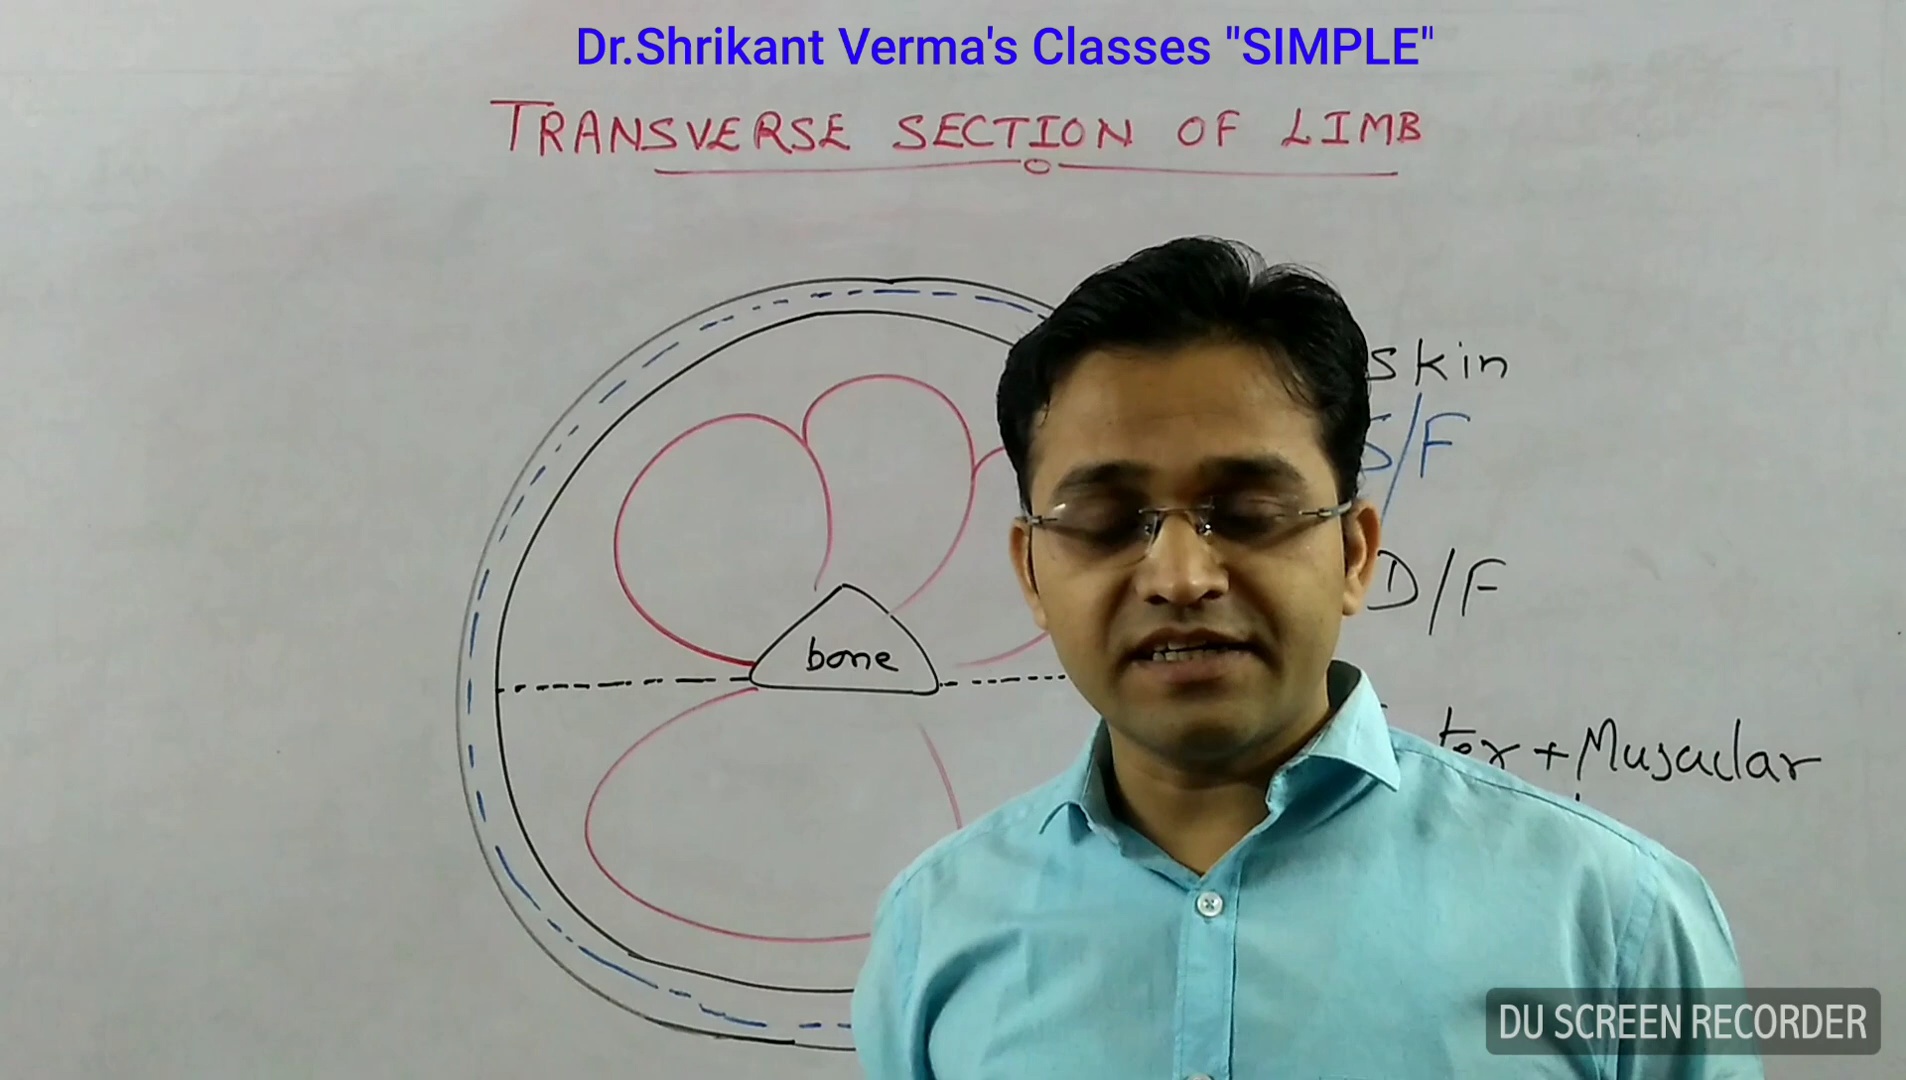 Dr.Shrikant Verma's Classes "SIMPLE"
TRANSVERSE SECTION OF LIMB
skin
S/F
D/F
bone
+ Muscular
DU SCREEN RECORDER